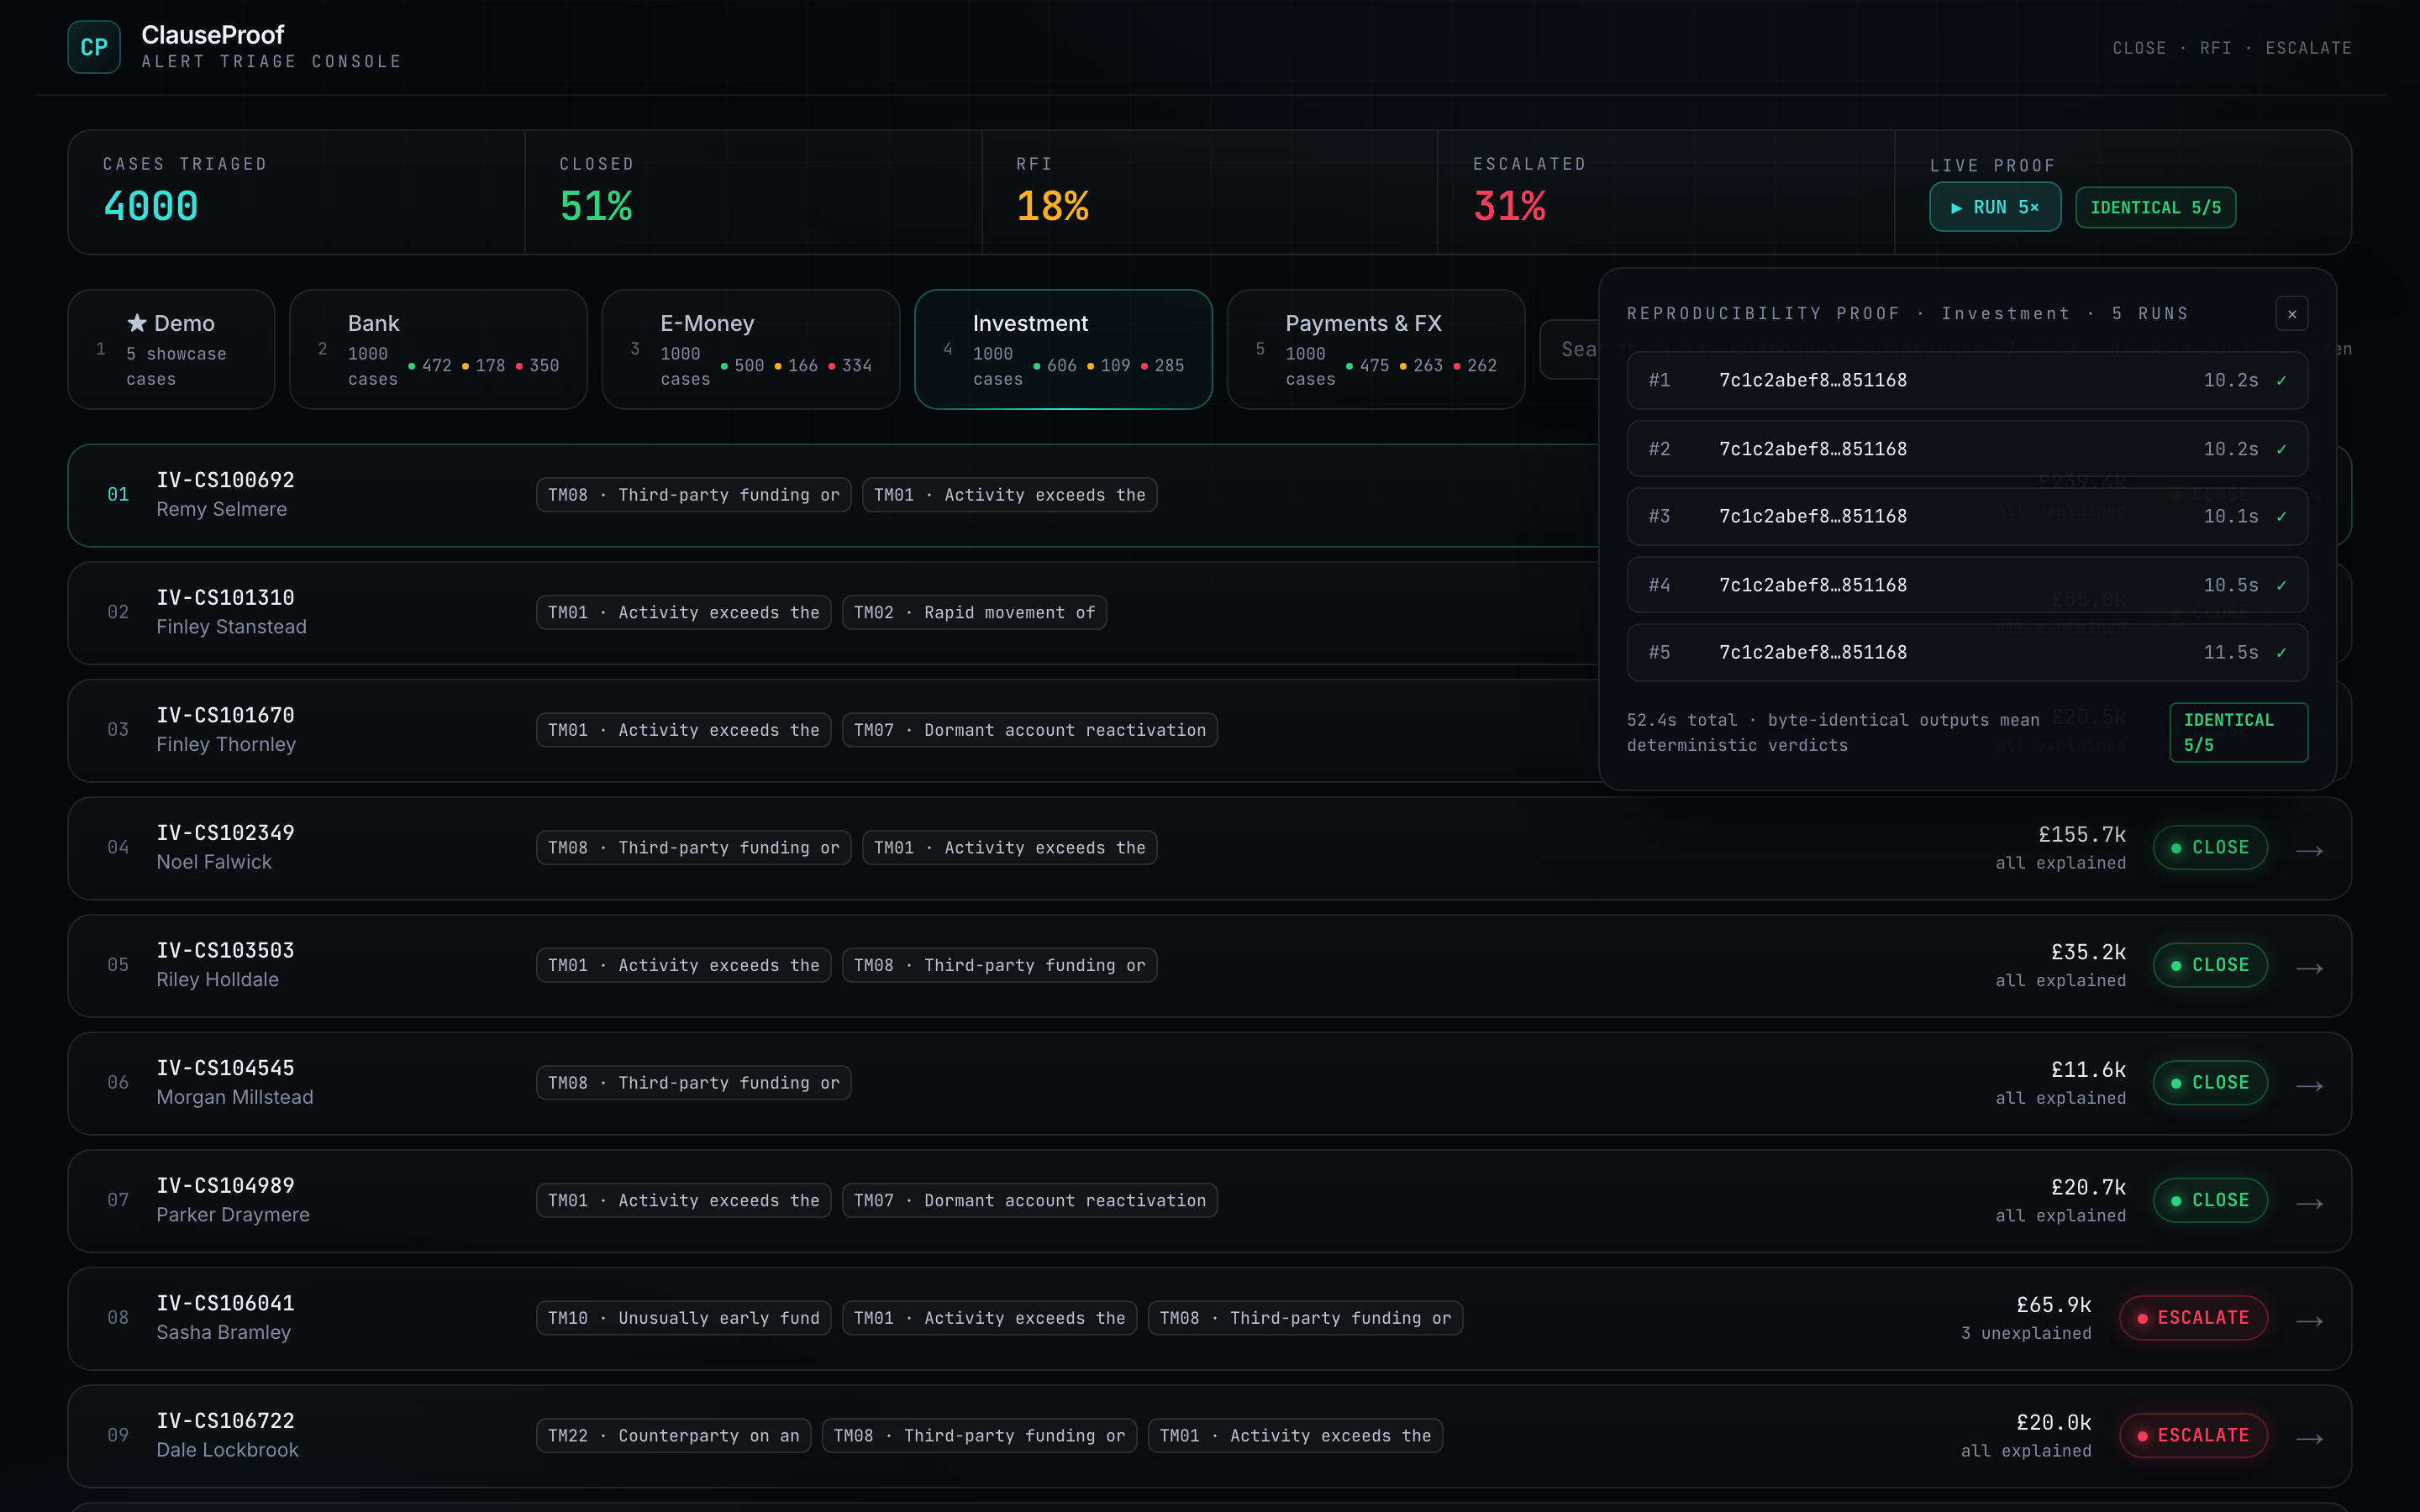 CP
ClauseProof
ALERT TRIAGE CONSOLE
CLOSE · RFI · ESCALATE
CASES TRIAGED
4000
CLOSED
51%
RFI
18%
ESCALATED
31%
LIVE PROOF
▶ RUN 5×
IDENTICAL 5/5
1
★ Demo
5 showcase
cases
2
Bank
1000
cases
472 178 350
3
E-Money
1000
cases
500 166 334
4
Investment
1000
cases
606 109 285
5
Payments & FX
1000
cases
475 263 262
REPRODUCIBILITY PROOF · Investment · 5 RUNS
×
#1 7c1c2abef8…851168 10.2s ✓
#2 7c1c2abef8…851168 10.2s ✓
#3 7c1c2abef8…851168 10.1s ✓
#4 7c1c2abef8…851168 10.5s ✓
#5 7c1c2abef8…851168 11.5s ✓
52.4s total · byte-identical outputs mean
deterministic verdicts
IDENTICAL
5/5
01
IV-CS100692
Remy Selmere
TM08 · Third-party funding or
TM01 · Activity exceeds the
£239.4k
CLOSE
02
IV-CS101310
Finley Stanstead
TM01 · Activity exceeds the
TM02 · Rapid movement of
£55.0k
03
IV-CS101670
Finley Thornley
TM01 · Activity exceeds the
TM07 · Dormant account reactivation
£20.5k
04
IV-CS102349
Noel Falwick
TM08 · Third-party funding or
TM01 · Activity exceeds the
£155.7k
all explained
CLOSE
→
05
IV-CS103503
Riley Holldale
TM01 · Activity exceeds the
TM08 · Third-party funding or
£35.2k
all explained
CLOSE
→
06
IV-CS104545
Morgan Millstead
TM08 · Third-party funding or
£11.6k
all explained
CLOSE
→
07
IV-CS104989
Parker Draymere
TM01 · Activity exceeds the
TM07 · Dormant account reactivation
£20.7k
all explained
CLOSE
→
08
IV-CS106041
Sasha Bramley
TM10 · Unusually early fund
TM01 · Activity exceeds the
TM08 · Third-party funding or
£65.9k
3 unexplained
ESCALATE
→
09
IV-CS106722
Dale Lockbrook
TM22 · Counterparty on an
TM08 · Third-party funding or
TM01 · Activity exceeds the
£20.0k
all explained
ESCALATE
→